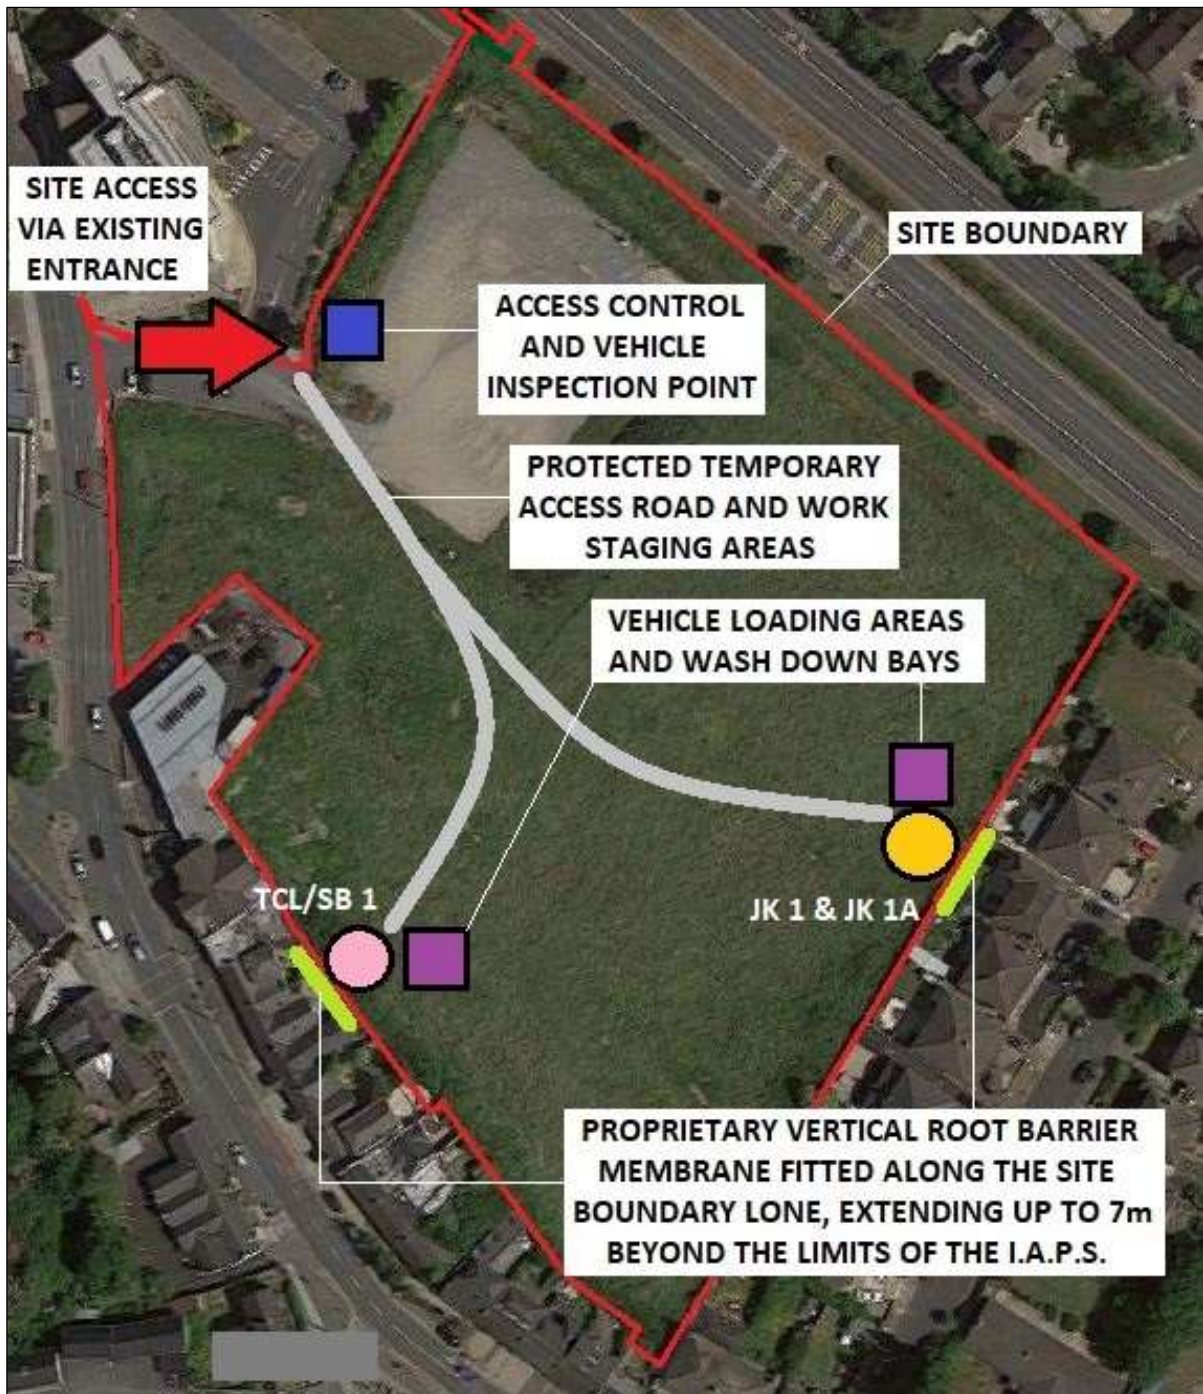 SITE ACCESS
VIA EXISTING
ENTRANCE
SITE BOUNDARY
ACCESS CONTROL
AND VEHICLE
INSPECTION POINT
PROTECTED TEMPORARY
ACCESS ROAD AND WORK
STAGING AREAS
VEHICLE LOADING AREAS
AND WASH DOWN BAYS
TCL/SB 1
JK 1 & JK 1A
PROPRIETARY VERTICAL ROOT BARRIER
MEMBRANE FITTED ALONG THE SITE
BOUNDARY LONE, EXTENDING UP TO 7m
BEYOND THE LIMITS OF THE I.A.P.S.